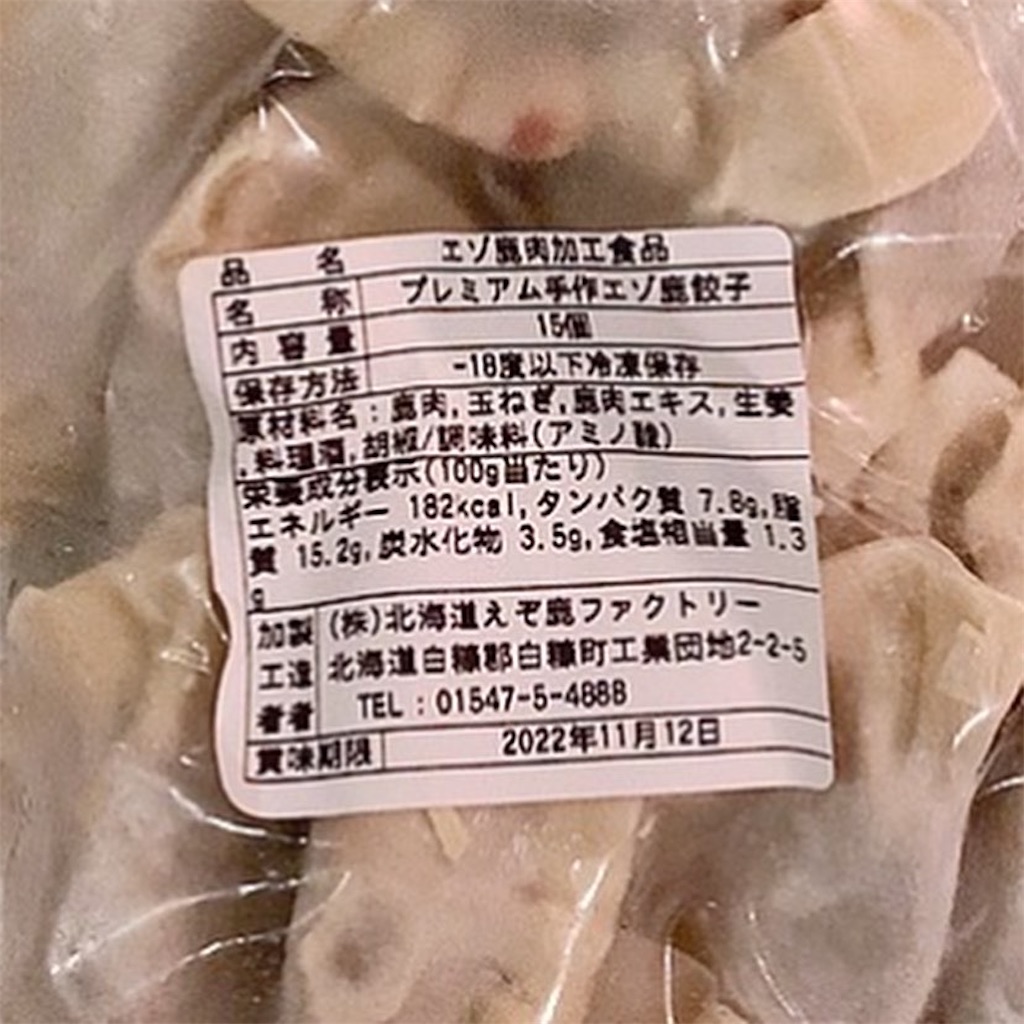 品名 エゾ鹿肉加工食品
名称 プレミアム手作エゾ鹿餃子
内容量 15個
保存方法 -18度以下冷凍保存
原材料名:鹿肉,玉ねぎ,鹿肉エキス,生姜
,料理酒,胡椒/調味料(アミノ酸)
栄養成分表示(100g当たり)
エネルギー 182kcal,タンパク質 7.8g,脂
質 15.2g,炭水化物 3.5g,食塩相当量 1.3
g
加製 (株)北海道えぞ鹿ファクトリー
工造 北海道白糠郡白糠町工業団地2-2-5
者者 TEL:01547-5-4888
賞味期限 2022年11月12日